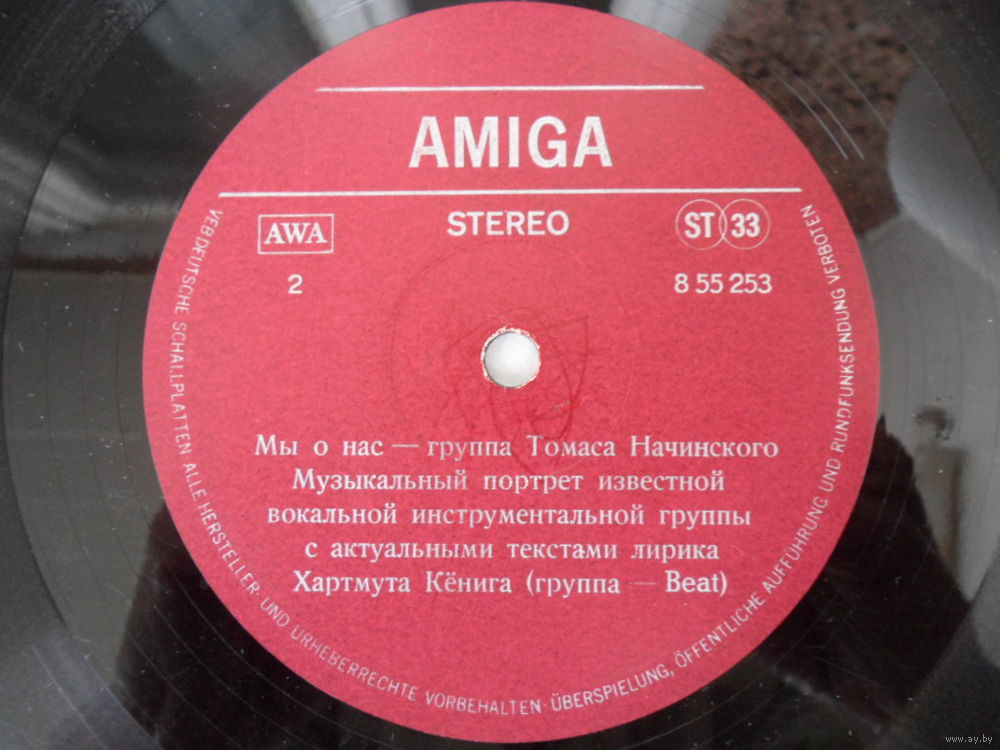 AMIGA
AWA STEREO ST 33
2 8 55 253
Мы о нас — группа Томаса Начинского
Музыкальный портрет известной
вокальной инструментальной группы
с актуальными текстами лирика
Хартмута Кёнига (группа — Beat)
VEB DEUTSCHE SCHALLPLATTEN ALLE HERSTELLER- UND URHEBERRECHTE VORBEHALTEN · ÜBERSPIELUNG, ÖFFENTLICHE AUFFÜHRUNG UND RUNDFUNKSENDUNG VERBOTEN
www.ay.by